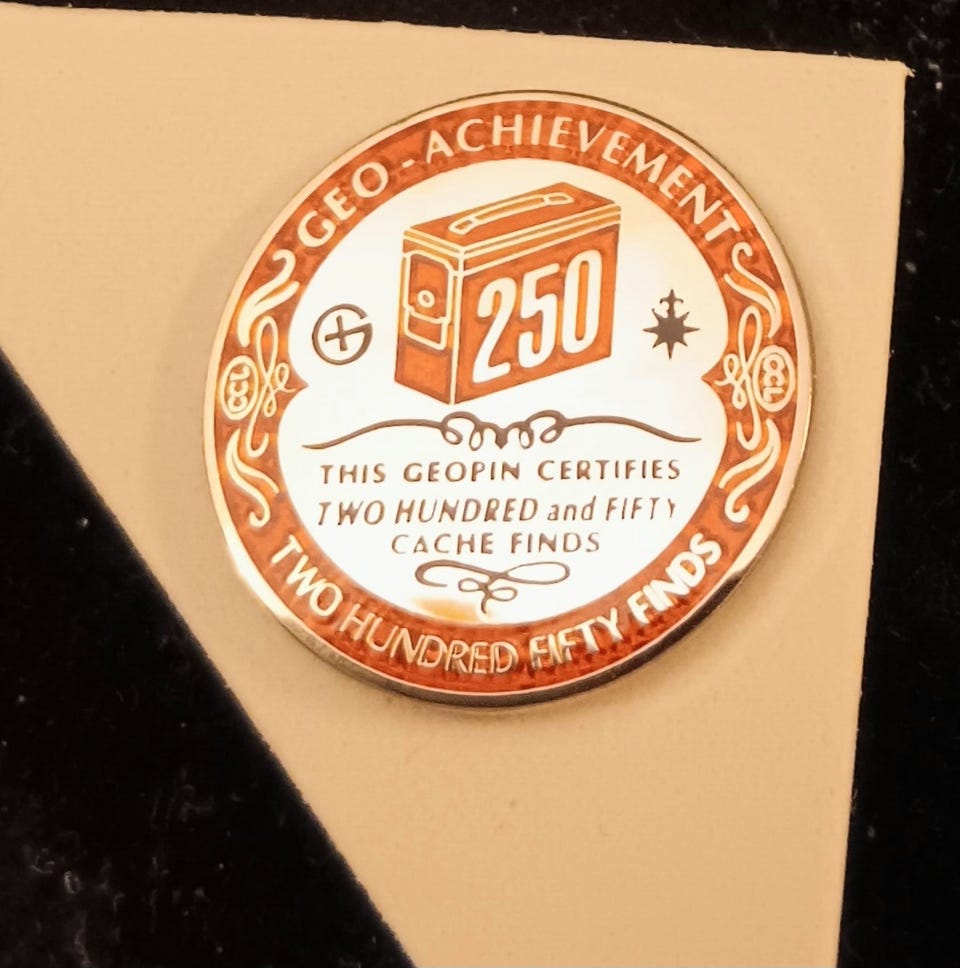 GEO-ACHIEVEMENT
250
THIS GEOPIN CERTIFIES
TWO HUNDRED and FIFTY
CACHE FINDS
TWO HUNDRED FIFTY FINDS